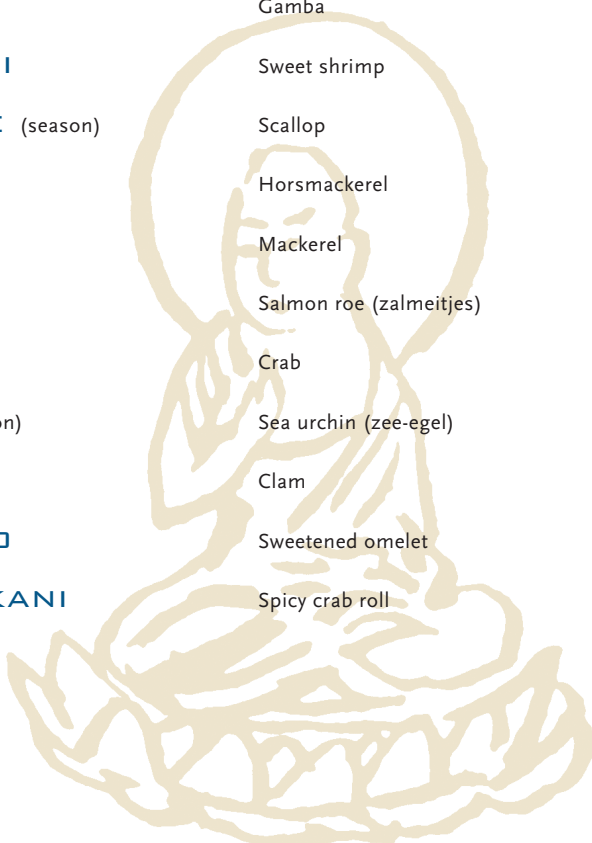 Gamba
I Sweet shrimp
(season) Scallop
Horsmackerel
Mackerel
Salmon roe (zalmeitjes)
Crab
on) Sea urchin (zee-egel)
Clam
Sweetened omelet
KANI Spicy crab roll